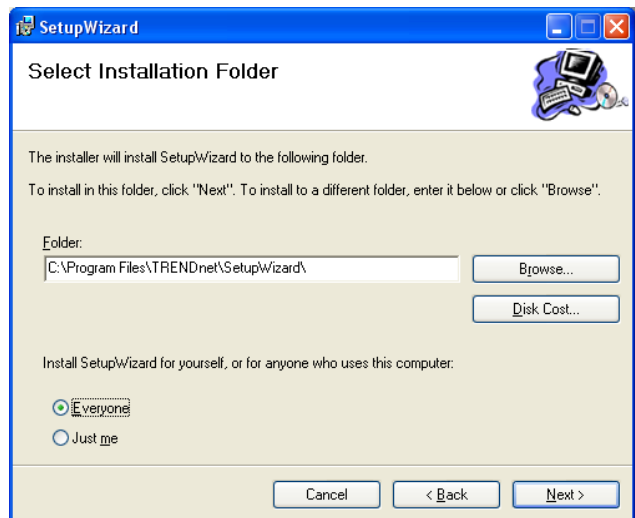 SetupWizard
Select Installation Folder
The installer will install SetupWizard to the following folder.
To install in this folder, click "Next". To install to a different folder, enter it below or click "Browse".
Folder:
C:\Program Files\TRENDnet\SetupWizard\
Browse...
Disk Cost...
Install SetupWizard for yourself, or for anyone who uses this computer:
Everyone
Just me
Cancel
< Back
Next >